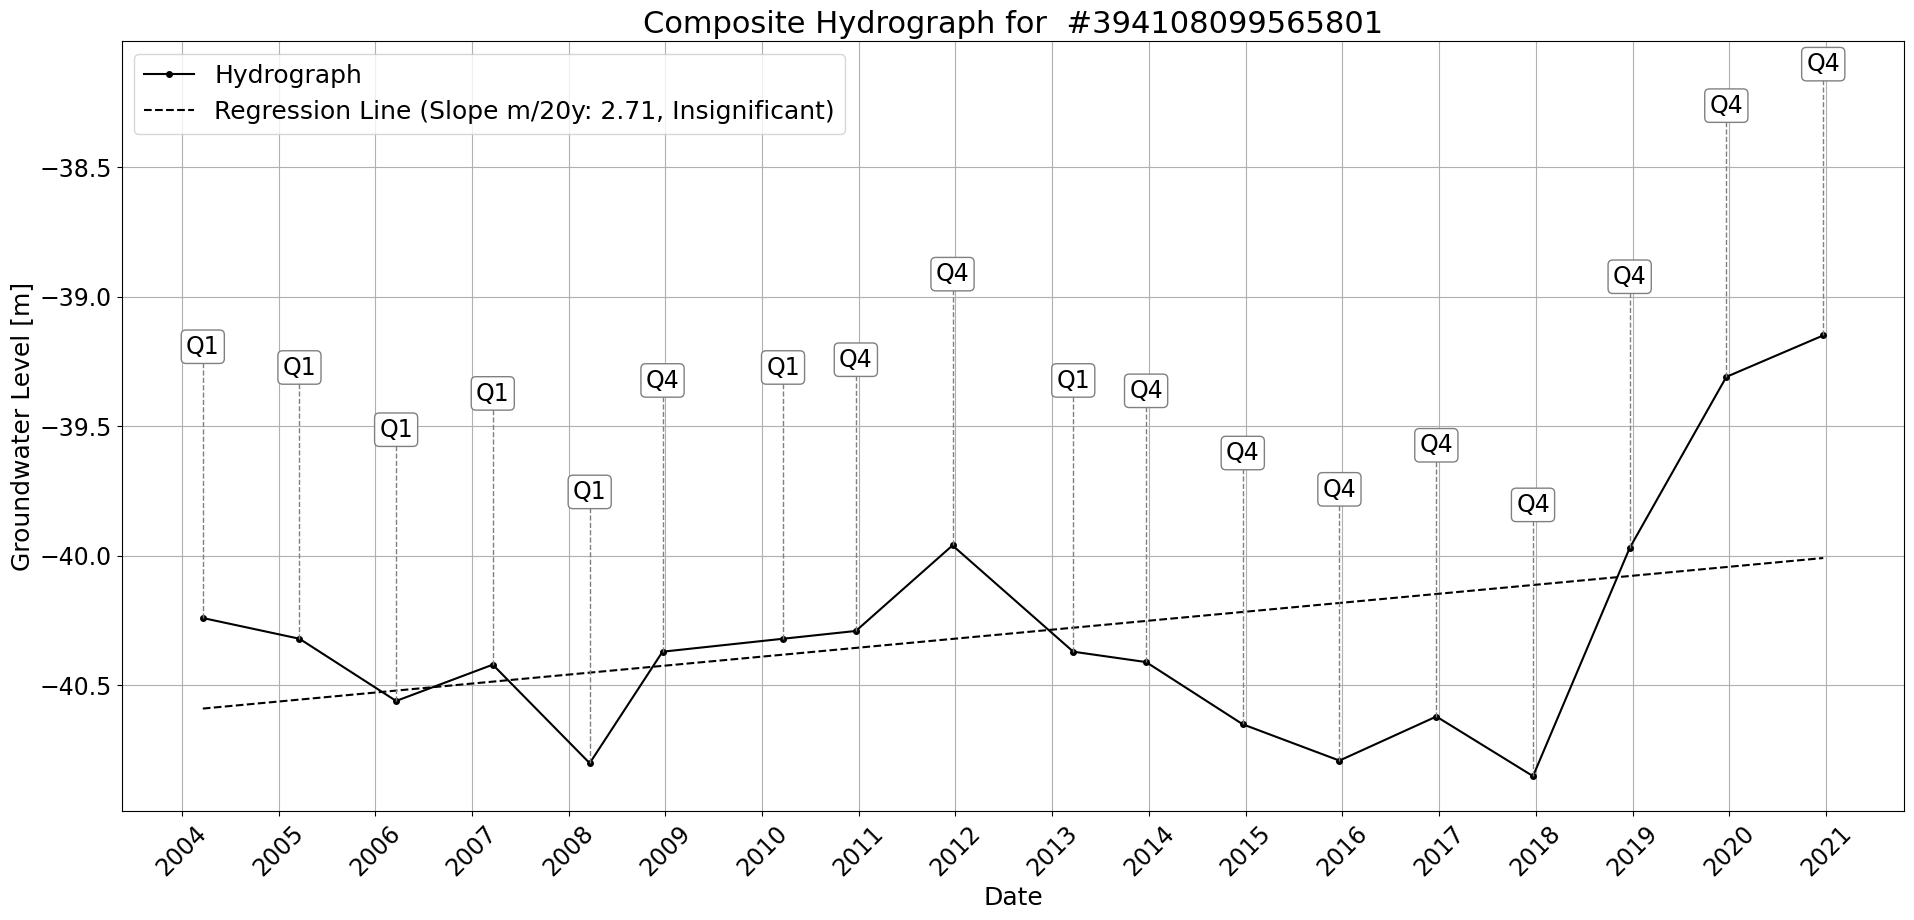 Composite Hydrograph for  #394108099565801
Hydrograph
Regression Line (Slope m/20y: 2.71, Insignificant)
Groundwater Level [m]
−38.5
−39.0
−39.5
−40.0
−40.5
Q1
Q1
Q1
Q1
Q1
Q4
Q1
Q4
Q4
Q1
Q4
Q4
Q4
Q4
Q4
Q4
Q4
Q4
2004
2005
2006
2007
2008
2009
2010
2011
2012
2013
2014
2015
2016
2017
2018
2019
2020
2021
Date